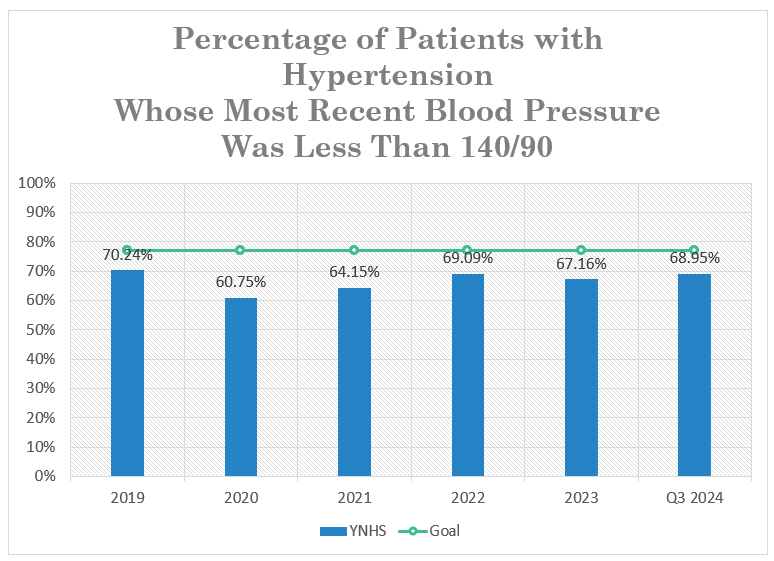 Percentage of Patients with
Hypertension
Whose Most Recent Blood Pressure
Was Less Than 140/90
100%
90%
80%
70%
60%
50%
40%
30%
20%
10%
0%
70.24%
60.75%
64.15%
69.09%
67.16%
68.95%
2019 2020 2021 2022 2023 Q3 2024
YNHS Goal